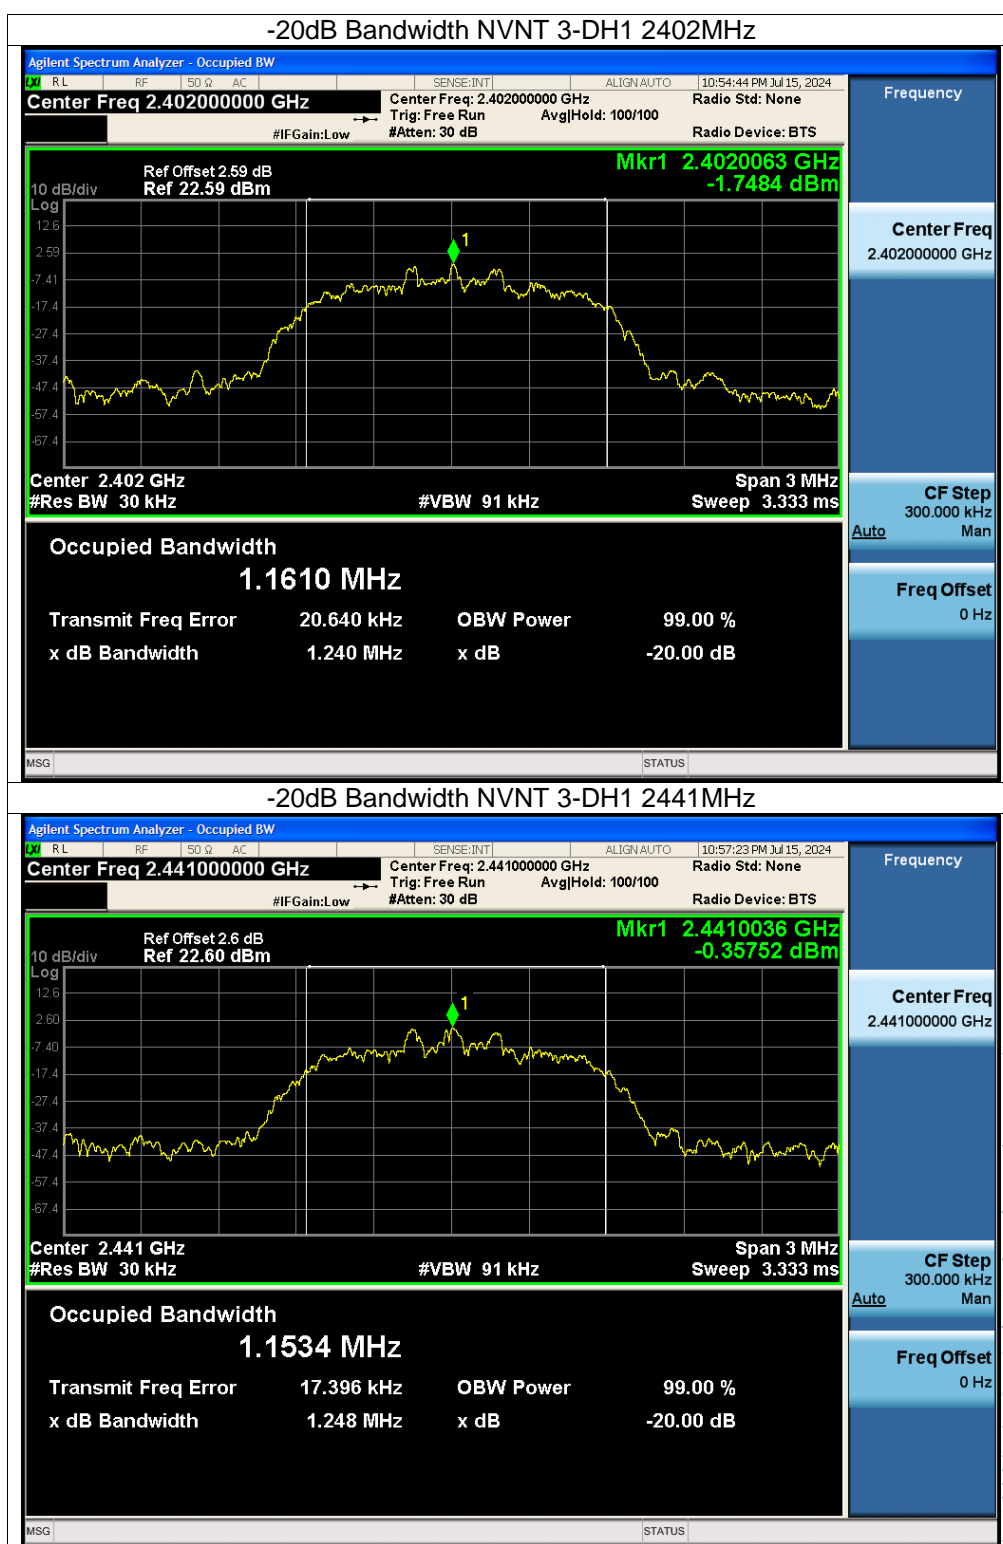 -20dB Bandwidth NVNT 3-DH1 2402MHz
Agilent Spectrum Analyzer - Occupied BW
LXI RL RF 50 Ω AC SENSE:INT ALIGN AUTO 10:54:44 PM Jul 15, 2024
Center Freq 2.402000000 GHz Center Freq: 2.402000000 GHz Radio Std: None Frequency
Trig: Free Run Avg|Hold: 100/100
#IFGain:Low #Atten: 30 dB Radio Device: BTS
Mkr1 2.4020063 GHz
Ref Offset 2.59 dB
10 dB/div Ref 22.59 dBm -1.7484 dBm
Log
12.6
2.59
-7.41
-17.4
-27.4
-37.4
-47.4
-57.4
-67.4
1
Center Freq
2.402000000 GHz
Center 2.402 GHz Span 3 MHz
#Res BW 30 kHz #VBW 91 kHz Sweep 3.333 ms
CF Step
300.000 kHz
Auto Man
Occupied Bandwidth
1.1610 MHz
Freq Offset
0 Hz
Transmit Freq Error 20.640 kHz OBW Power 99.00 %
x dB Bandwidth 1.240 MHz x dB -20.00 dB
MSG STATUS
-20dB Bandwidth NVNT 3-DH1 2441MHz
Agilent Spectrum Analyzer - Occupied BW
LXI RL RF 50 Ω AC SENSE:INT ALIGN AUTO 10:57:23 PM Jul 15, 2024
Center Freq 2.441000000 GHz Center Freq: 2.441000000 GHz Radio Std: None Frequency
Trig: Free Run Avg|Hold: 100/100
#IFGain:Low #Atten: 30 dB Radio Device: BTS
Mkr1 2.4410036 GHz
Ref Offset 2.6 dB
10 dB/div Ref 22.60 dBm -0.35752 dBm
Log
12.6
2.60
-7.40
-17.4
-27.4
-37.4
-47.4
-57.4
-67.4
1
Center Freq
2.441000000 GHz
Center 2.441 GHz Span 3 MHz
#Res BW 30 kHz #VBW 91 kHz Sweep 3.333 ms
CF Step
300.000 kHz
Auto Man
Occupied Bandwidth
1.1534 MHz
Freq Offset
0 Hz
Transmit Freq Error 17.396 kHz OBW Power 99.00 %
x dB Bandwidth 1.248 MHz x dB -20.00 dB
MSG STATUS